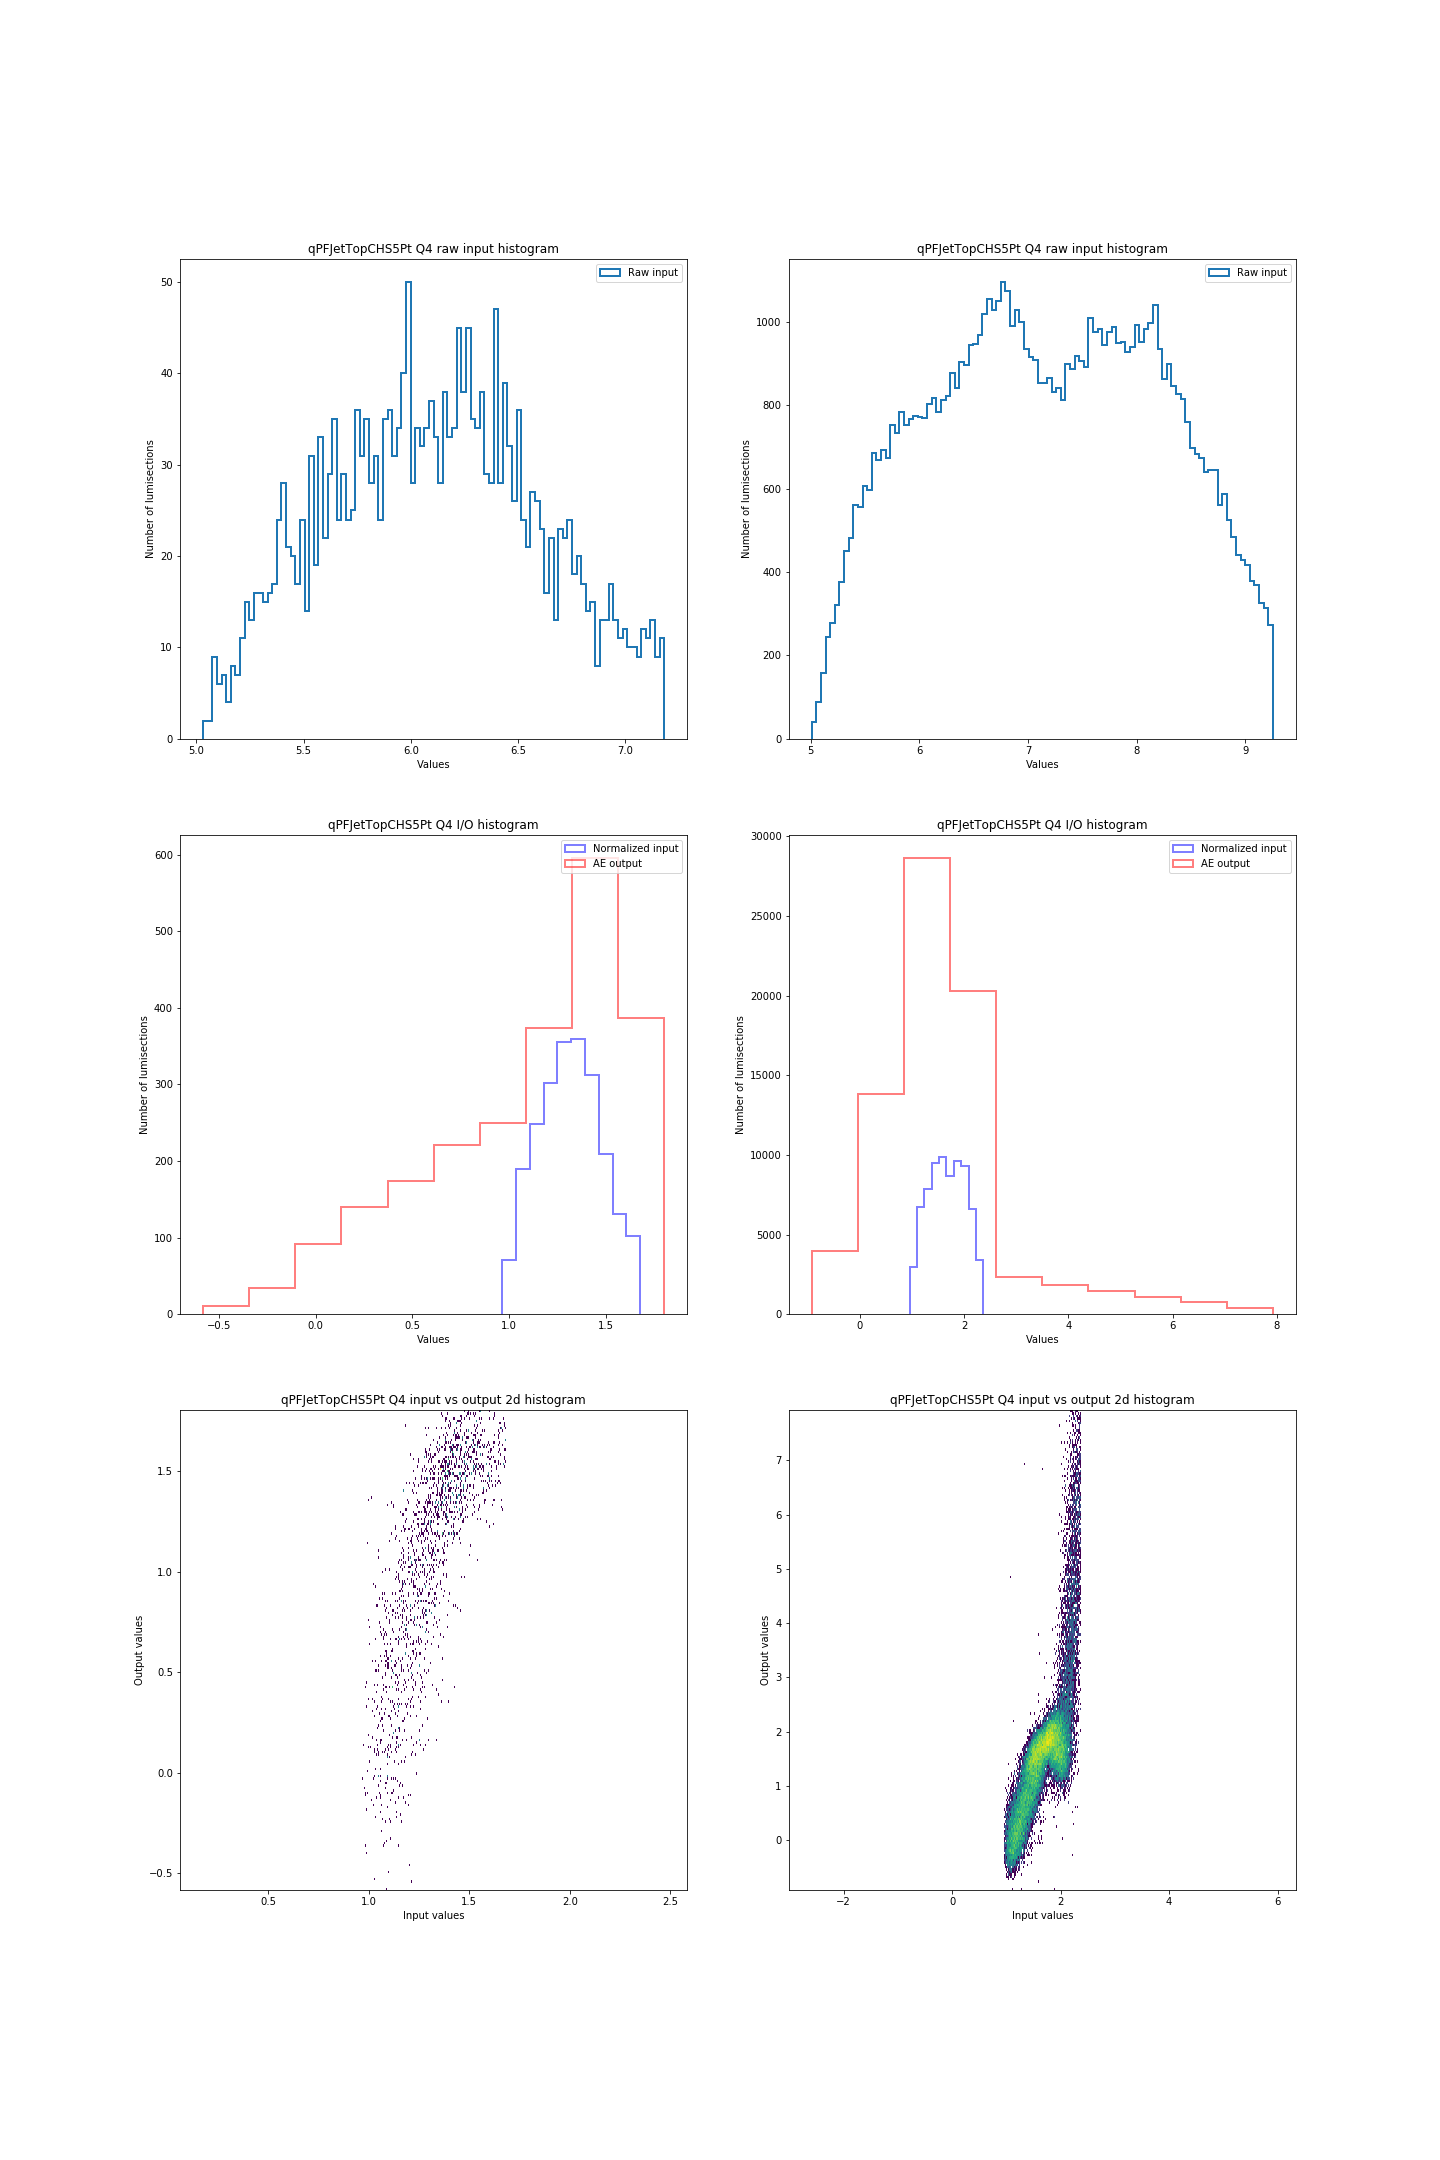 qPFJetTopCHS5Pt Q4 raw input histogram
Raw input
50
40
30
20
10
0
Number of lumisections
5.0 5.5 6.0 6.5 7.0
Values
qPFJetTopCHS5Pt Q4 raw input histogram
Raw input
1000
800
600
400
200
0
Number of lumisections
5 6 7 8 9
Values
qPFJetTopCHS5Pt Q4 I/O histogram
Normalized input
AE output
600
500
400
300
200
100
0
Number of lumisections
−0.5 0.0 0.5 1.0 1.5
Values
qPFJetTopCHS5Pt Q4 I/O histogram
Normalized input
AE output
30000
25000
20000
15000
10000
5000
0
Number of lumisections
0 2 4 6 8
Values
qPFJetTopCHS5Pt Q4 input vs output 2d histogram
1.5
1.0
0.5
0.0
−0.5
Output values
0.5 1.0 1.5 2.0 2.5
Input values
qPFJetTopCHS5Pt Q4 input vs output 2d histogram
7
6
5
4
3
2
1
0
Output values
−2 0 2 4 6
Input values